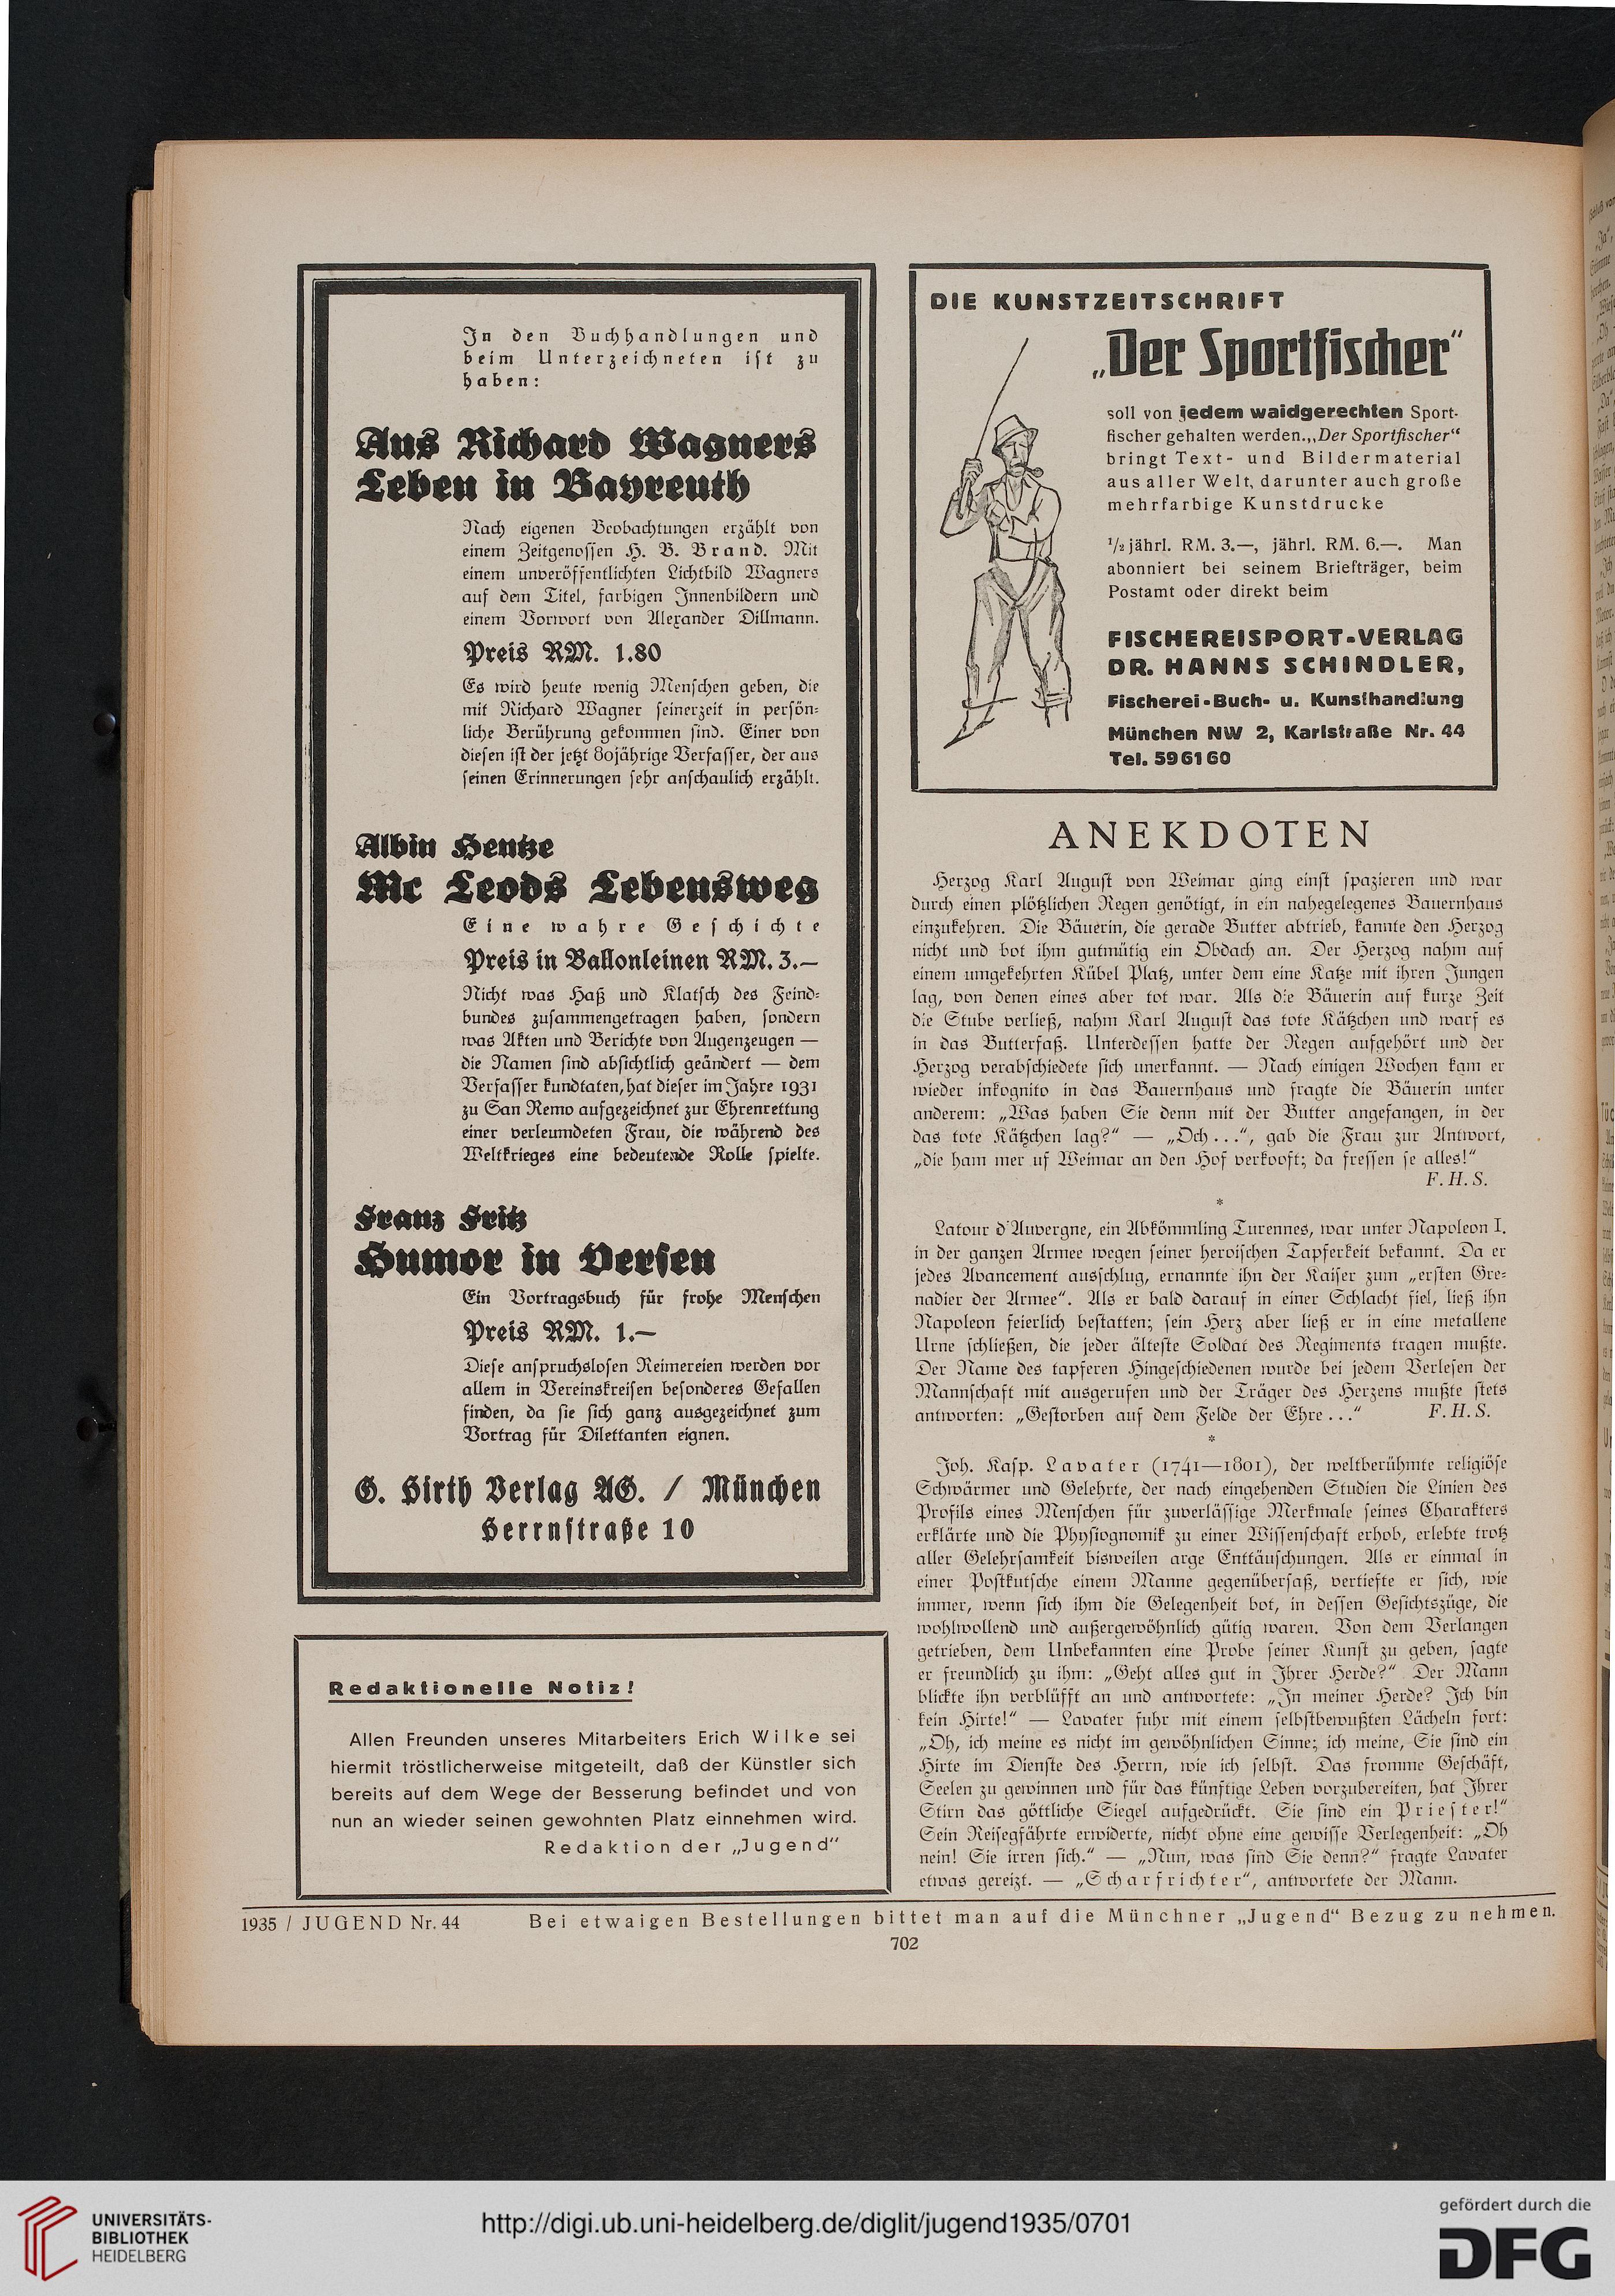 In den Buchhandlungen und
beim Unterzeichneten ist zu
haben:
Aus Richard Wagners
Leben in Bayreuth
Nach eigenen Beobachtungen erzählt von
einem Zeitgenossen H. B. Brand. Mit
einem unveröffentlichten Lichtbild Wagners
auf dem Titel, farbigen Innenbildern und
einem Vorwort von Alexander Dillmann.
Preis RM. 1.80
Es wird heute wenig Menschen geben, die
mit Richard Wagner seinerzeit in persön-
liche Berührung gekommen sind. Einer von
diesen ist der jetzt 80jährige Verfasser, der aus
seinen Erinnerungen sehr anschaulich erzählt.
Albin Hentze
Mc Leods Lebensweg
Eine wahre Geschichte
Preis in Ballonleinen RM. 3.—
Nicht was Haß und Klatsch des Feind-
bundes zusammengetragen haben, sondern
was Akten und Berichte von Augenzeugen —
die Namen sind absichtlich geändert — dem
Verfasser kundtaten, hat dieser im Jahre 1931
zu San Remo aufgezeichnet zur Ehrenrettung
einer verleumdeten Frau, die während des
Weltkrieges eine bedeutende Rolle spielte.
Franz Fritz
Humor in Versen
Ein Vortragsbuch für frohe Menschen
Preis RM. 1.—
Diese anspruchslosen Reimereien werden vor
allem in Vereinskreisen besonderes Gefallen
finden, da sie sich ganz ausgezeichnet zum
Vortrag für Dilettanten eignen.
G. Hirth Verlag AG. / München
Herrnstraße 10
Redaktionelle Notiz!
Allen Freunden unseres Mitarbeiters Erich Wilke sei
hiermit tröstlicherweise mitgeteilt, daß der Künstler sich
bereits auf dem Wege der Besserung befindet und von
nun an wieder seinen gewohnten Platz einnehmen wird.
Redaktion der „Jugend“
DIE KUNSTZEITSCHRIFT
„Der Sportfischer“
soll von jedem waidgerechten Sport-
fischer gehalten werden. „Der Sportfischer“
bringt Text- und Bildermaterial
aus aller Welt, darunter auch große
mehrfarbige Kunstdrucke
1/2 jährl. RM. 3.—, jährl. RM. 6.—. Man
abonniert bei seinem Briefträger, beim
Postamt oder direkt beim
FISCHEREISPORT-VERLAG
DR. HANNS SCHINDLER,
Fischerei-Buch- u. Kunsthandlung
München NW 2, Karlstraße Nr. 44
Tel. 596160
ANEKDOTEN
Herzog Karl August von Weimar ging einst spazieren und war
durch einen plötzlichen Regen genötigt, in ein nahegelegenes Bauernhaus
einzukehren. Die Bäuerin, die gerade Butter abtrieb, kannte den Herzog
nicht und bot ihm gutmütig ein Obdach an. Der Herzog nahm auf
einem umgekehrten Kübel Platz, unter dem eine Katze mit ihren Jungen
lag, von denen eines aber tot war. Als die Bäuerin auf kurze Zeit
die Stube verließ, nahm Karl August das tote Kätzchen und warf es
in das Butterfaß. Unterdessen hatte der Regen aufgehört und der
Herzog verabschiedete sich unerkannt. — Nach einigen Wochen kam er
wieder inkognito in das Bauernhaus und fragte die Bäuerin unter
anderem: „Was haben Sie denn mit der Butter angefangen, in der
das tote Kätzchen lag?“ — „Och ...“, gab die Frau zur Antwort,
„die ham mer uf Weimar an den Hof verkooft; da fressen se alles!“
F. H. S.
*
Latour d'Auvergne, ein Abkömmling Turennes, war unter Napoleon I.
in der ganzen Armee wegen seiner heroischen Tapferkeit bekannt. Da er
jedes Avancement ausschlug, ernannte ihn der Kaiser zum „ersten Gre-
nadier der Armee“. Als er bald darauf in einer Schlacht fiel, ließ ihn
Napoleon feierlich bestatten; sein Herz aber ließ er in eine metallene
Urne schließen, die jeder älteste Soldat des Regiments tragen mußte.
Der Name des tapferen Hingeschiedenen wurde bei jedem Verlesen der
Mannschaft mit ausgerufen und der Träger des Herzens mußte stets
antworten: „Gestorben auf dem Felde der Ehre ...“ F. H. S.
*
Joh. Kasp. Lavater (1741—1801), der weltberühmte religiöse
Schwärmer und Gelehrte, der nach eingehenden Studien die Linien des
Profils eines Menschen für zuverlässige Merkmale seines Charakters
erklärte und die Physiognomik zu einer Wissenschaft erhob, erlebte trotz
aller Gelehrsamkeit bisweilen arge Enttäuschungen. Als er einmal in
einer Postkutsche einem Manne gegenübersaß, vertiefte er sich, wie
immer, wenn sich ihm die Gelegenheit bot, in dessen Gesichtszüge, die
wohlwollend und außergewöhnlich gütig waren. Von dem Verlangen
getrieben, dem Unbekannten eine Probe seiner Kunst zu geben, sagte
er freundlich zu ihm: „Geht alles gut in Ihrer Herde?“ Der Mann
blickte ihn verblüfft an und antwortete: „In meiner Herde? Ich bin
kein Hirte!“ — Lavater fuhr mit einem selbstbewußten Lächeln fort:
„Oh, ich meine es nicht im gewöhnlichen Sinne; ich meine, Sie sind ein
Hirte im Dienste des Herrn, wie ich selbst. Das fromme Geschäft,
Seelen zu gewinnen und für das künftige Leben vorzubereiten, hat Ihrer
Stirn das göttliche Siegel aufgedrückt. Sie sind ein Priester!“
Sein Reisegfährte erwiderte, nicht ohne eine gewisse Verlegenheit: „Oh
nein! Sie irren sich.“ — „Nun, was sind Sie denn?“ fragte Lavater
etwas gereizt. — „Scharfrichter“, antwortete der Mann.
1935 / JUGEND Nr. 44 Bei etwaigen Bestellungen bittet man auf die Münchner „Jugend“ Bezug zu nehmen.
702
UNIVERSITÄTS-
BIBLIOTHEK
HEIDELBERG
http://digi.ub.uni-heidelberg.de/diglit/jugend1935/0701
gefördert durch die
DFG